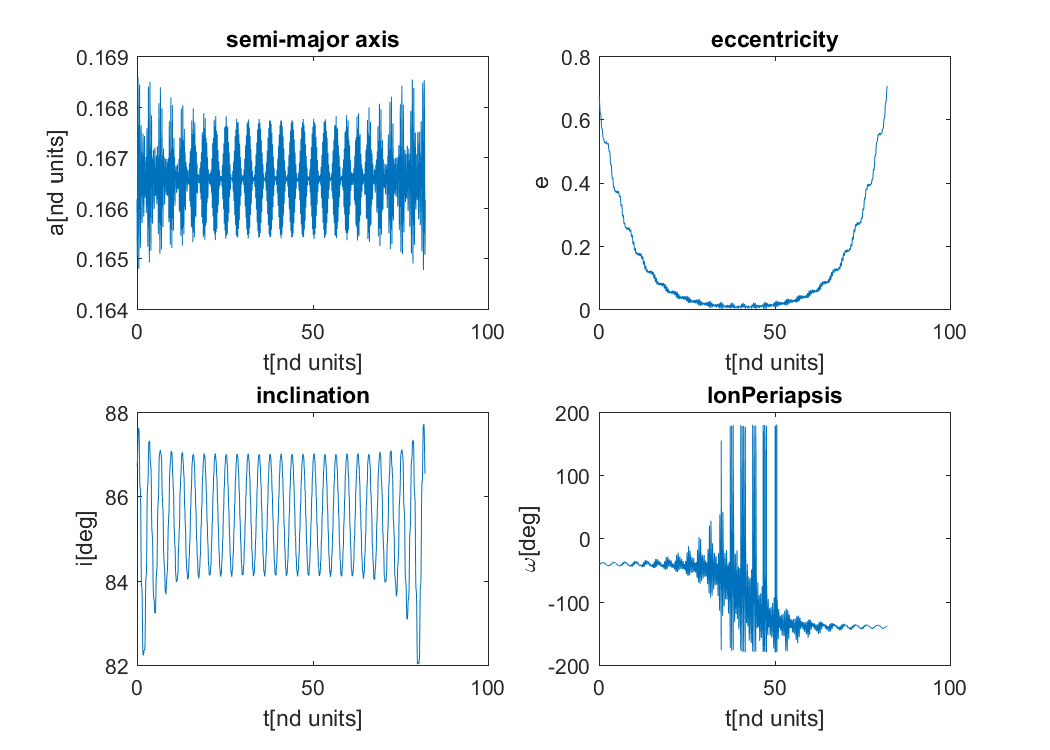 semi-major axis
0.169
0.168
0.167
0.166
0.165
0.164
a[nd units]
0
50
100
t[nd units]
eccentricity
0.8
0.6
0.4
0.2
0
e
0
50
100
t[nd units]
inclination
88
86
84
82
i[deg]
0
50
100
t[nd units]
lonPeriapsis
200
100
0
-100
-200
ω[deg]
0
50
100
t[nd units]